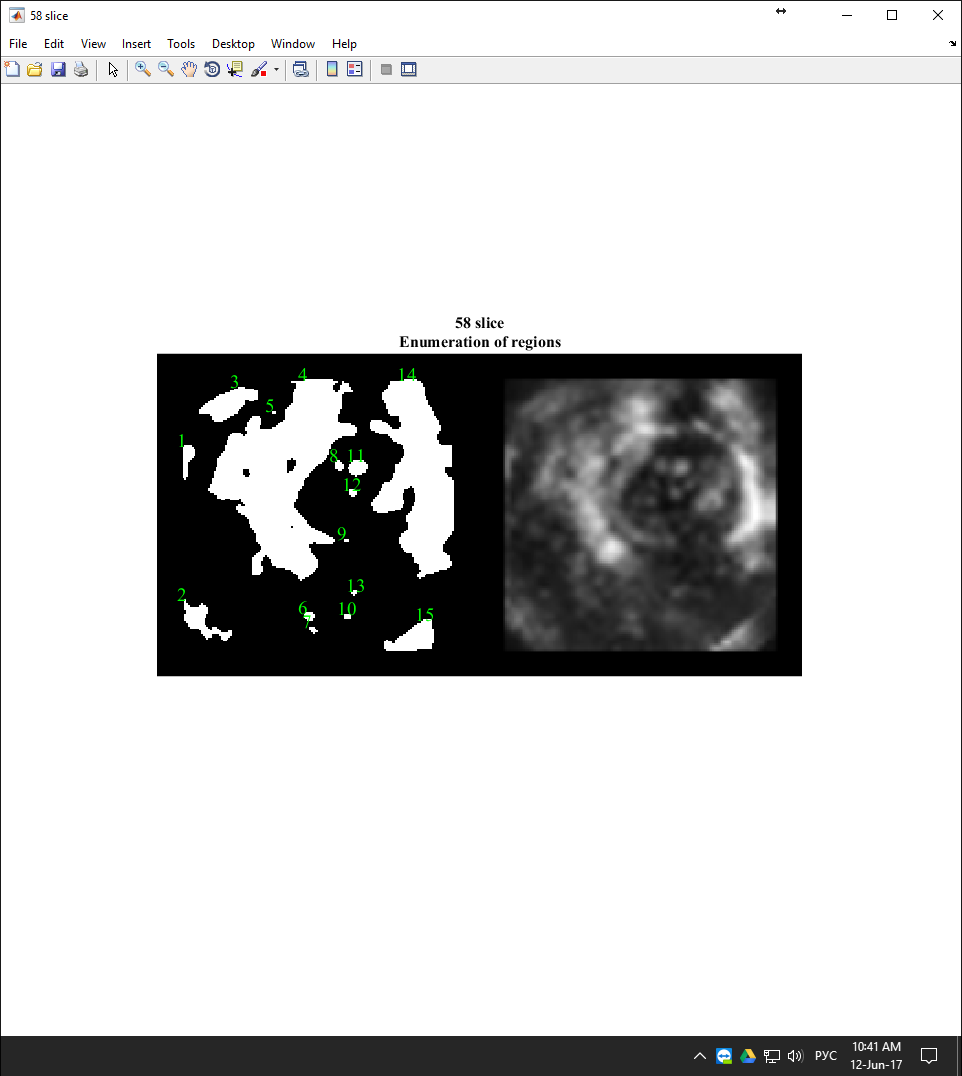 58 slice
File Edit View Insert Tools Desktop Window Help
58 slice
Enumeration of regions
3 4 14
5
1
8 11
12
9
13
2
6 10 15
7
РУС
10:41 AM
12-Jun-17